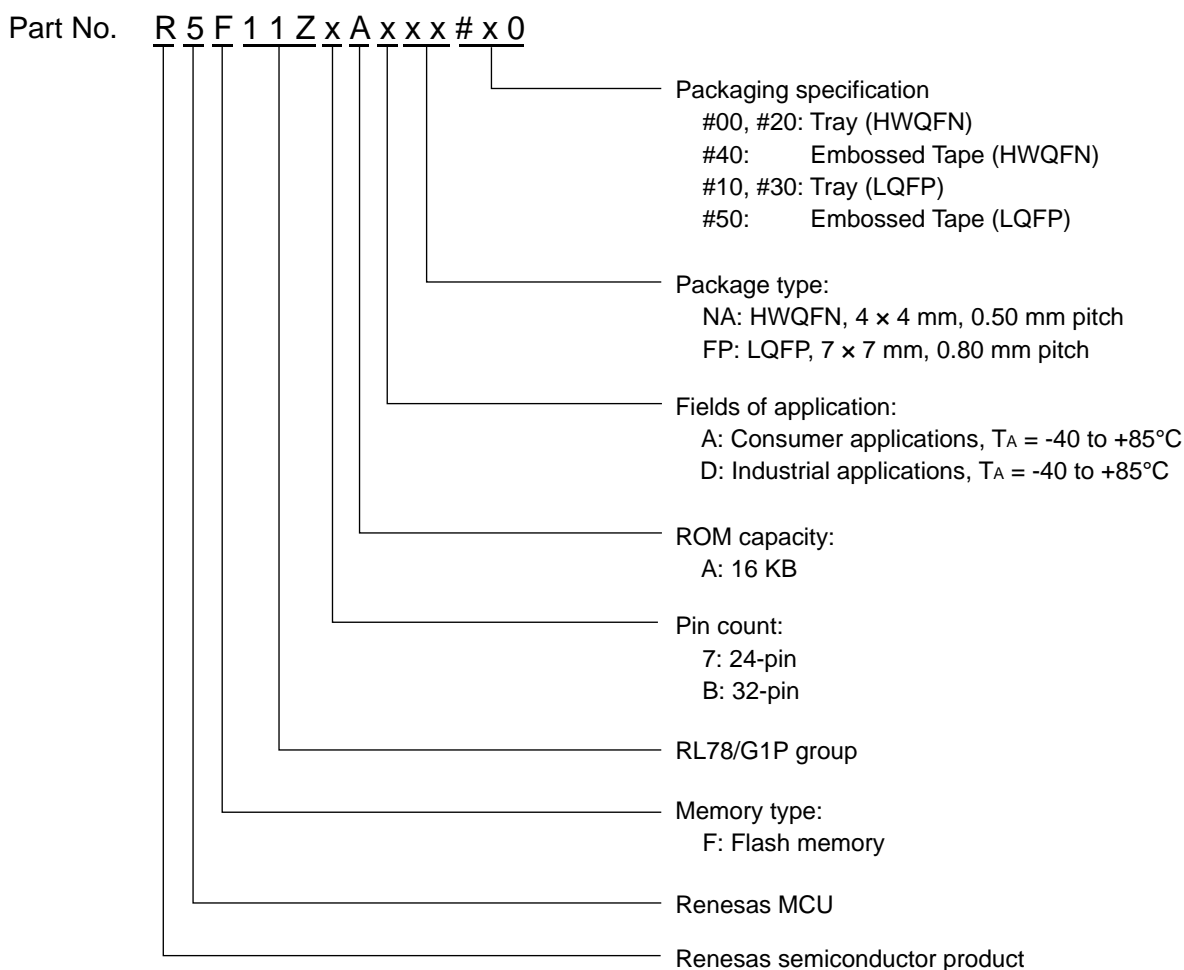 Part No. R 5 F 1 1 Z x A x x x # x 0
Packaging specification
#00, #20: Tray (HWQFN)
#40: Embossed Tape (HWQFN)
#10, #30: Tray (LQFP)
#50: Embossed Tape (LQFP)
Package type:
NA: HWQFN, 4 × 4 mm, 0.50 mm pitch
FP: LQFP, 7 × 7 mm, 0.80 mm pitch
Fields of application:
A: Consumer applications, TA = -40 to +85°C
D: Industrial applications, TA = -40 to +85°C
ROM capacity:
A: 16 KB
Pin count:
7: 24-pin
B: 32-pin
RL78/G1P group
Memory type:
F: Flash memory
Renesas MCU
Renesas semiconductor product